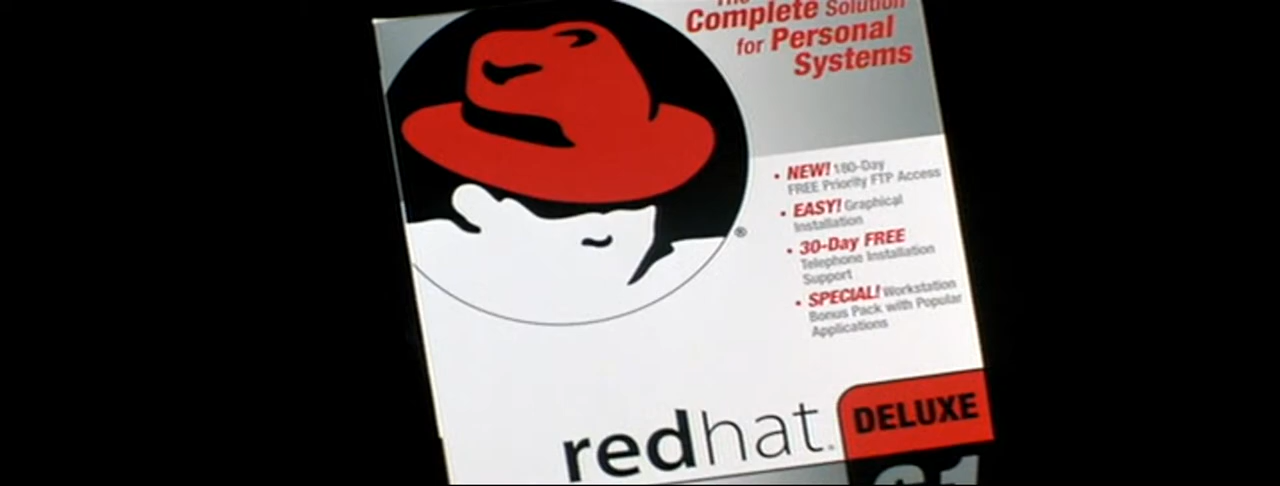 The
Complete Solution
for Personal
Systems
• NEW! 180-Day
FREE Priority FTP Access
• EASY! Graphical
Installation
• 30-Day FREE
Telephone Installation
Support
• SPECIAL! Workstation
Bonus Pack with Popular
Applications
®
redhat.
DELUXE